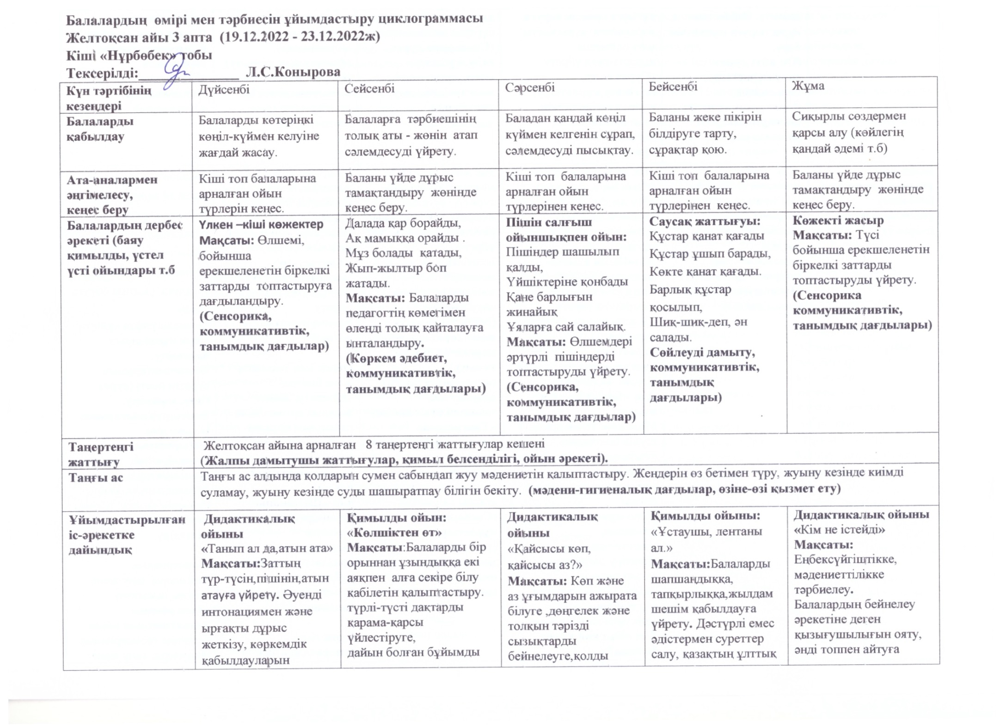 Балалардың өмірі мен тәрбиесін ұйымдастыру циклограммасы
Желтоқсан айы 3 апта (19.12.2022 - 23.12.2022ж)
Кіші «Нұрбөбек» тобы
Тексерілді:______________ Л.С.Конырова
Күн тәртібінің
кезеңдері
Дүйсенбі
Сейсенбі
Сәрсенбі
Бейсенбі
Жұма
Балаларды
қабылдау
Балаларды көтеріңкі
көңіл-күймен келуіне
жағдай жасау.
Балаларға тәрбиешінің
толық аты - жөнін атап
сәлемдесуді үйрету.
Баладан қандай көңіл
күймен келгенін сұрап,
сәлемдесуді пысықтау.
Баланы жеке пікірін
білдіруге тарту,
сұрақтар қою.
Сиқырлы сөздермен
қарсы алу (көйлегің
қандай әдемі т.б)
Ата-аналармен
әңгімелесу,
кеңес беру
Кіші топ балаларына
арналған ойын
түрлерін кеңес.
Баланы үйде дұрыс
тамақтандыру жөнінде
кеңес беру.
Кіші топ балаларына
арналған ойын
түрлерінен кеңес.
Кіші топ балаларына
арналған ойын
түрлерінен кеңес.
Баланы үйде дұрыс
тамақтандыру жөнінде
кеңес беру.
Балалардың дербес
әрекеті (баяу
қимылды, үстел
үсті ойындары т.б
Үлкен –кіші көжектер
Мақсаты: Өлшемі,
бойынша
ерекшеленетін біркелкі
заттарды топтастыруға
дағдыландыру.
(Сенсорика,
коммуникативтік,
танымдық дағдылар)
Далада қар борайды,
Ақ мамыққа орайды .
Мұз болады қатады,
Жып-жылтыр боп
жатады.
Мақсаты: Балаларды
педагогтің көмегімен
өлеңді толық қайталауға
ынталандыру.
(Көркем әдебиет,
коммуникативтік,
танымдық дағдылары)
Пішін салғыш
ойыншықпен ойын:
Пішіндер шашылып
қалды,
Үйшіктеріне қонбады
Қане барлығын
жинайық
Ұяларға сай салайық.
Мақсаты: Өлшемдері
әртүрлі пішіндерді
топтастыруды үйрету.
(Сенсорика,
коммуникативтік,
танымдық дағдылар)
Саусақ жаттығуы:
Құстар қанат қағады
Құстар ұшып барады,
Көкте қанат қағады.
Барлық құстар
қосылып,
Шиқ-шиқ-деп, ән
салады.
Сөйлеуді дамыту,
коммуникативтік,
танымдық
дағдылары)
Көжекті жасыр
Мақсаты: Түсі
бойынша ерекшеленетін
біркелкі заттарды
топтастыруды үйрету.
(Сенсорика
коммуникативтік,
танымдық дағдылары)
Таңертеңгі
жаттығу
Желтоқсан айына арналған 8 таңертеңгі жаттығулар кешені
(Жалпы дамытушы жаттығулар, қимыл белсенділігі, ойын әрекеті).
Таңғы ас
Таңғы ас алдында қолдарын сумен сабындап жуу мәдениетін қалыптастыру. Жеңдерін өз бетімен түру, жуыну кезінде киімді
суламау, жуыну кезінде суды шашыратпау білігін бекіту. (мәдени-гигиеналық дағдылар, өзіне-өзі қызмет ету)
Ұйымдастырылған
іс-әрекетке
дайындық
Дидактикалық
ойыны
«Танып ал да,атын ата»
Мақсаты:Заттың
түр-түсін,пішінін,атын
атауға үйрету. Әуенді
интонациямен және
ырғақты дұрыс
жеткізу, көркемдік
қабылдауларын
Қимылды ойын:
«Көлшіктен өт»
Мақсаты:Балаларды бір
орыннан ұзындыққа екі
аяқпен алға секіре білу
қабілетін қалыптастыру.
түрлі-түсті дақтарды
қарама-қарсы
үйлестіруге,
дайын болған бұйымды
Дидактикалық
ойыны
«Қайсысы көп,
қайсысы аз?»
Мақсаты: Көп және
аз ұғымдарын ажырата
білуге ,дөңгелек және
толқын тәрізді
сызықтарды
бейнелеуге,қолды
Қимылды ойыны:
«Ұстаушы, лентаны
ал.»
Мақсаты:Балаларды
шапшаңдыққа,
тапқырлыққа,жылдам
шешім қабылдауға
үйрету. Дәстүрлі емес
әдістермен суреттер
салу, қазақтың ұлттық
Дидактикалық ойыны
«Кім не істейді»
Мақсаты:
Еңбексүйгіштікке,
мәдениеттілікке
тәрбиелеу.
Балалардың бейнелеу
әрекетіне деген
қызығушылығын ояту,
әнді топпен айтуға